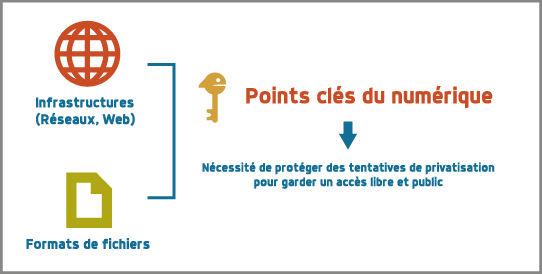 Infrastructures
(Réseaux, Web)
Formats de fichiers
Points clés du numérique
Nécessité de protéger des tentatives de privatisation
pour garder un accès libre et public